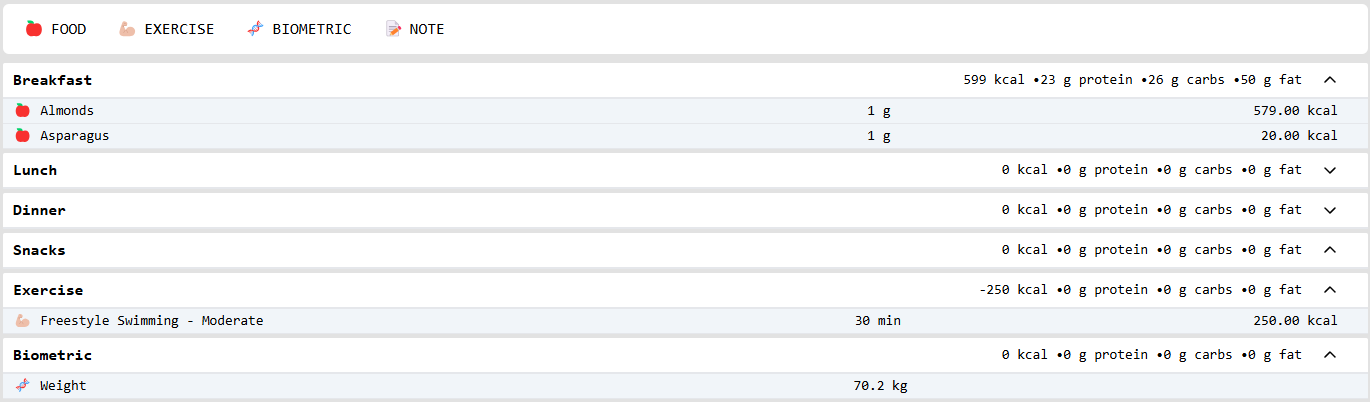 FOOD EXERCISE BIOMETRIC NOTE
Breakfast 599 kcal •23 g protein •26 g carbs •50 g fat
Almonds 1 g 579.00 kcal
Asparagus 1 g 20.00 kcal
Lunch 0 kcal •0 g protein •0 g carbs •0 g fat
Dinner 0 kcal •0 g protein •0 g carbs •0 g fat
Snacks 0 kcal •0 g protein •0 g carbs •0 g fat
Exercise -250 kcal •0 g protein •0 g carbs •0 g fat
Freestyle Swimming - Moderate 30 min 250.00 kcal
Biometric 0 kcal •0 g protein •0 g carbs •0 g fat
Weight 70.2 kg